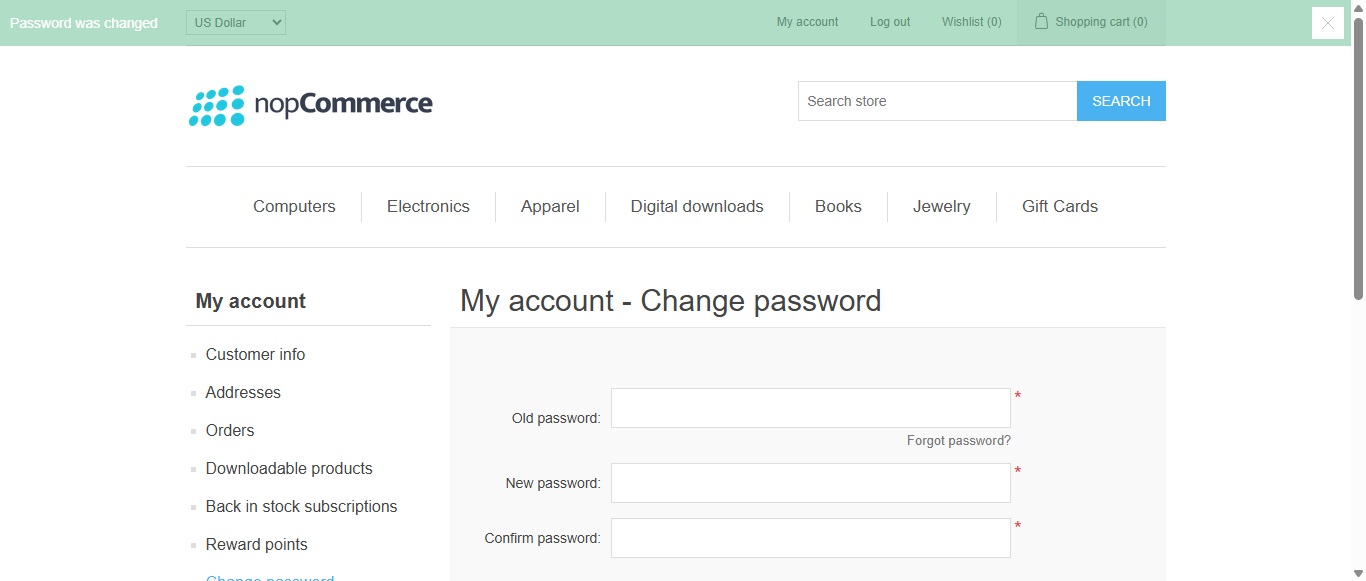 Password was changed
US Dollar
My account
Log out
Wishlist (0)
Shopping cart (0)
nopCommerce
Search store
SEARCH
Computers
Electronics
Apparel
Digital downloads
Books
Jewelry
Gift Cards
My account
Customer info
Addresses
Orders
Downloadable products
Back in stock subscriptions
Reward points
Change password
My account - Change password
Old password:
*
Forgot password?
New password:
*
Confirm password:
*